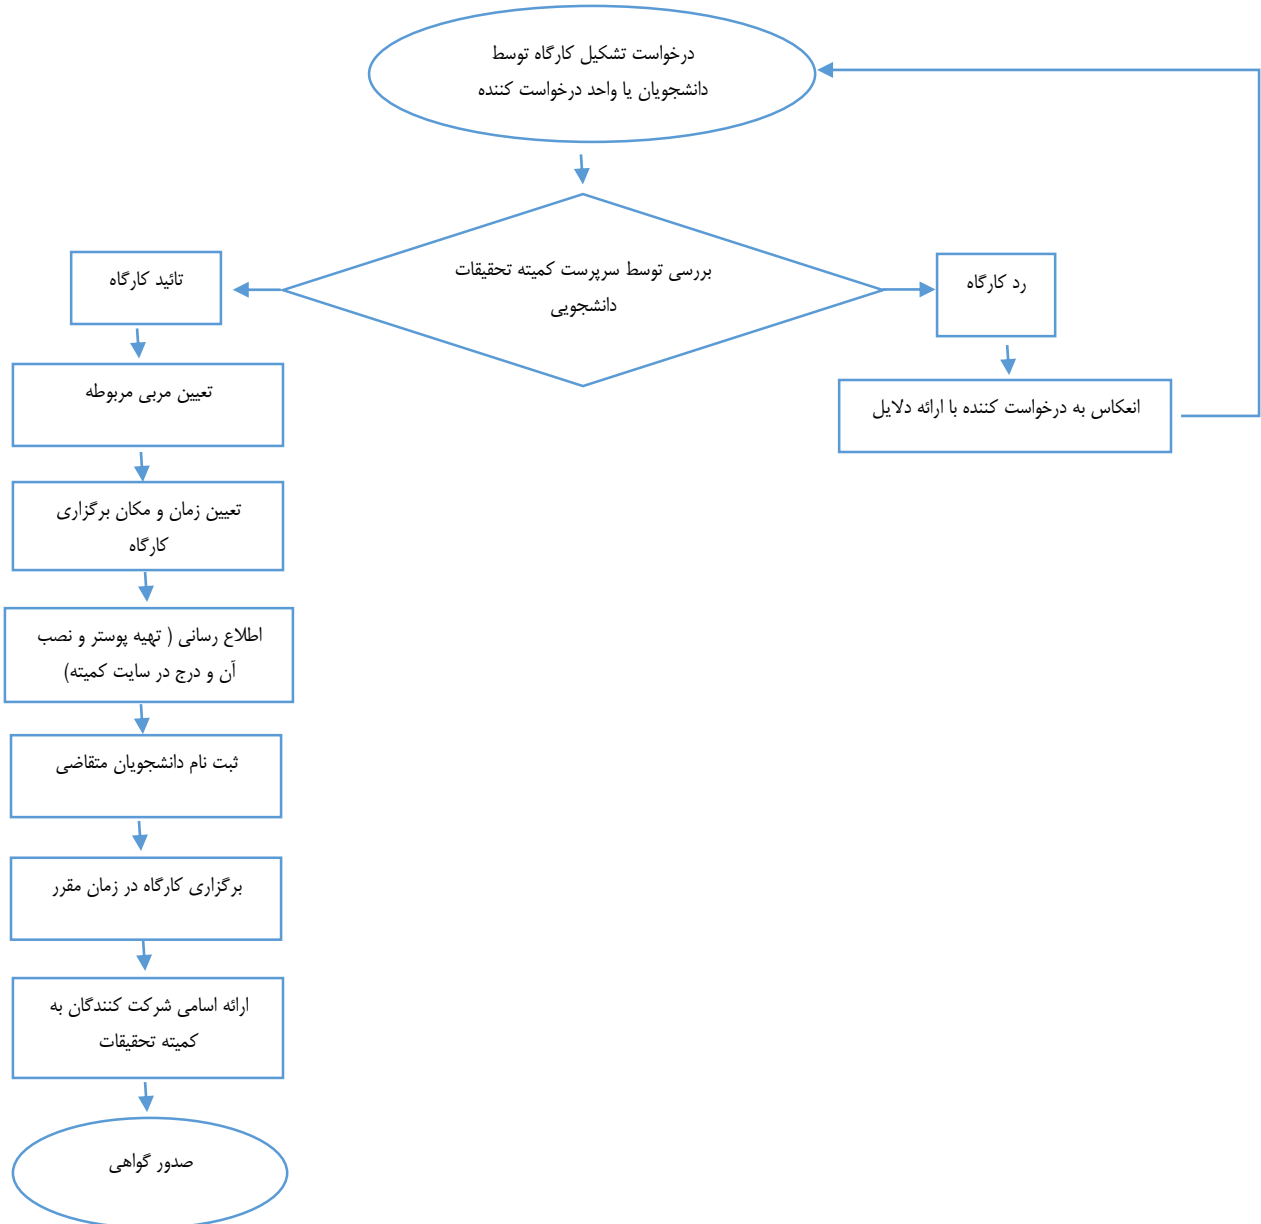 درخواست تشکیل کارگاه توسط
دانشجویان یا واحد درخواست کننده
بررسی توسط سرپرست کمیته تحقیقات
دانشجویی
رد کارگاه
انعکاس به درخواست کننده با ارائه دلایل
تائید کارگاه
تعیین مربی مربوطه
تعیین زمان و مکان برگزاری
کارگاه
اطلاع رسانی ( تهیه پوستر و نصب
آن و درج در سایت کمیته)
ثبت نام دانشجویان متقاضی
برگزاری کارگاه در زمان مقرر
ارائه اسامی شرکت کنندگان به
کمیته تحقیقات
صدور گواهی